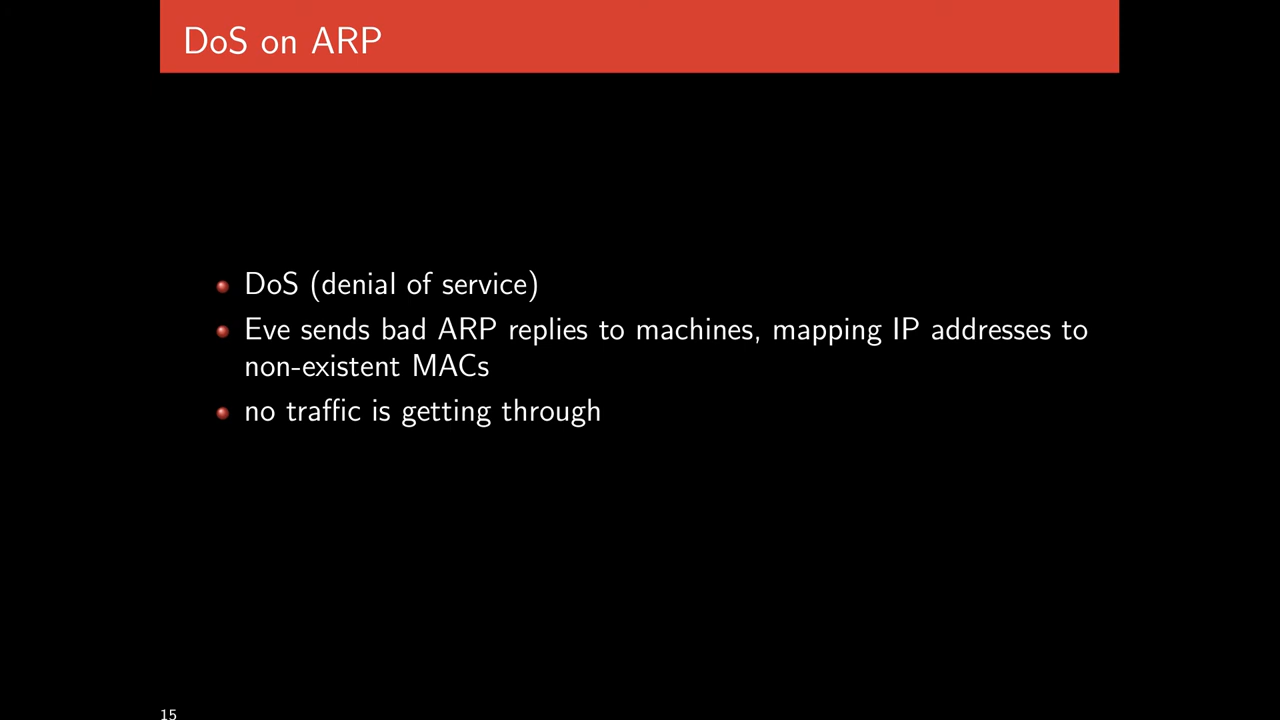 DoS on ARP
DoS (denial of service)
Eve sends bad ARP replies to machines, mapping IP addresses to
non-existent MACs
no traffic is getting through
15